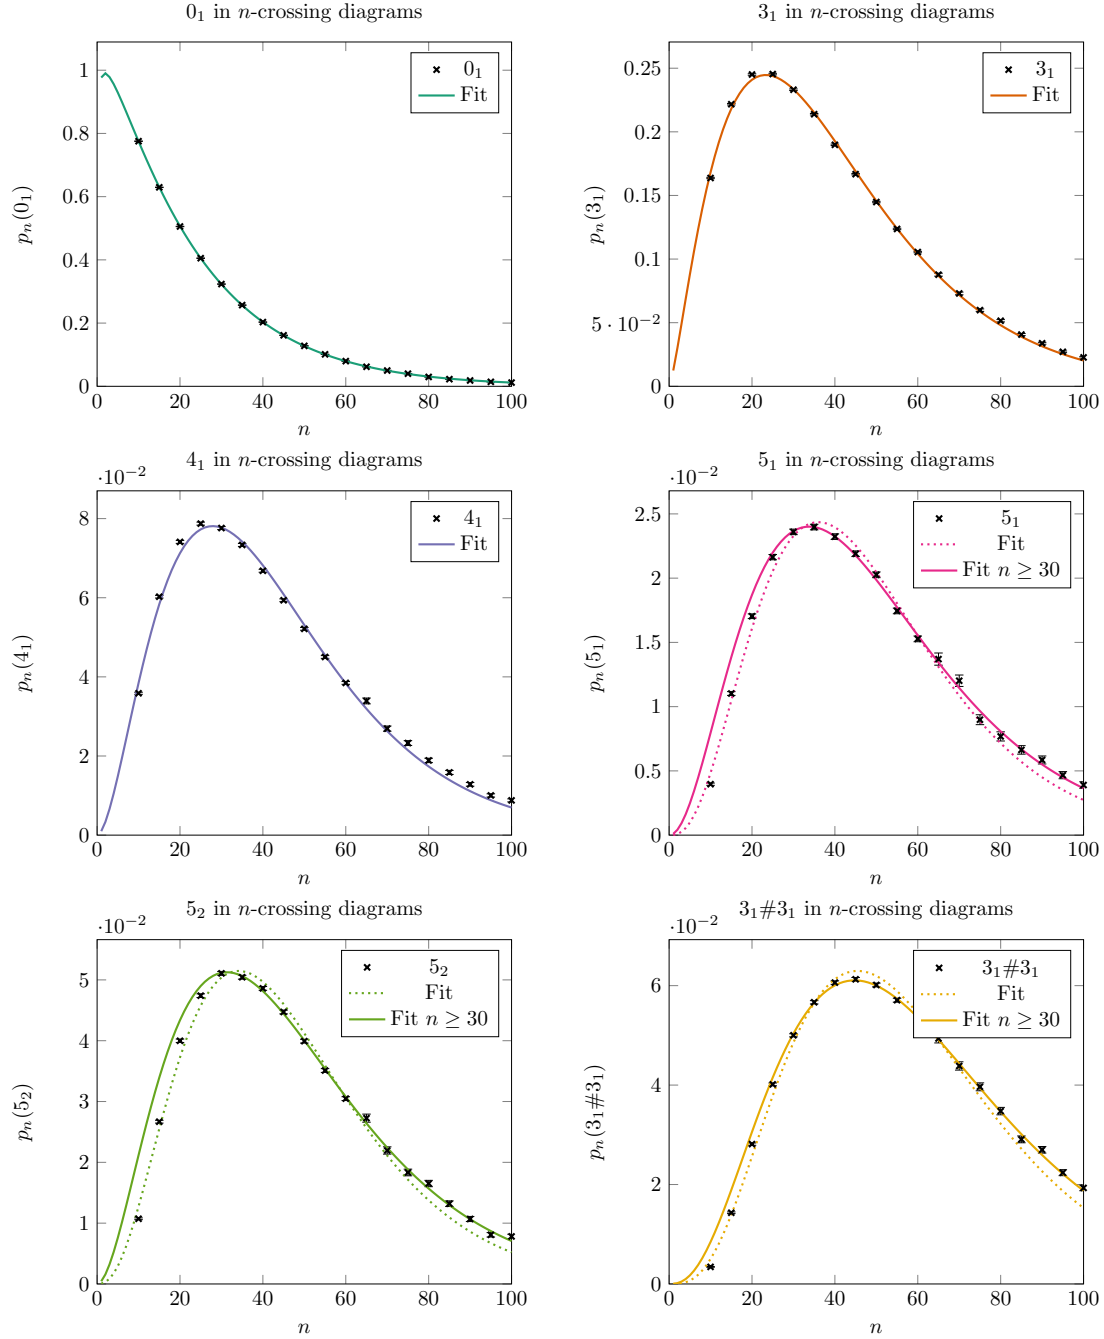 0₁ in n-crossing diagrams
p_n(0₁)
1
0.8
0.6
0.4
0.2
0
0 20 40 60 80 100
n
0₁
Fit
3₁ in n-crossing diagrams
p_n(3₁)
0.25
0.2
0.15
0.1
5 · 10⁻²
0
0 20 40 60 80 100
n
3₁
Fit
4₁ in n-crossing diagrams
·10⁻²
p_n(4₁)
8
6
4
2
0
0 20 40 60 80 100
n
4₁
Fit
5₁ in n-crossing diagrams
·10⁻²
p_n(5₁)
2.5
2
1.5
1
0.5
0
0 20 40 60 80 100
n
5₁
Fit
Fit n ≥ 30
5₂ in n-crossing diagrams
·10⁻²
p_n(5₂)
5
4
3
2
1
0
0 20 40 60 80 100
n
5₂
Fit
Fit n ≥ 30
3₁#3₁ in n-crossing diagrams
·10⁻²
p_n(3₁#3₁)
6
4
2
0
0 20 40 60 80 100
n
3₁#3₁
Fit
Fit n ≥ 30